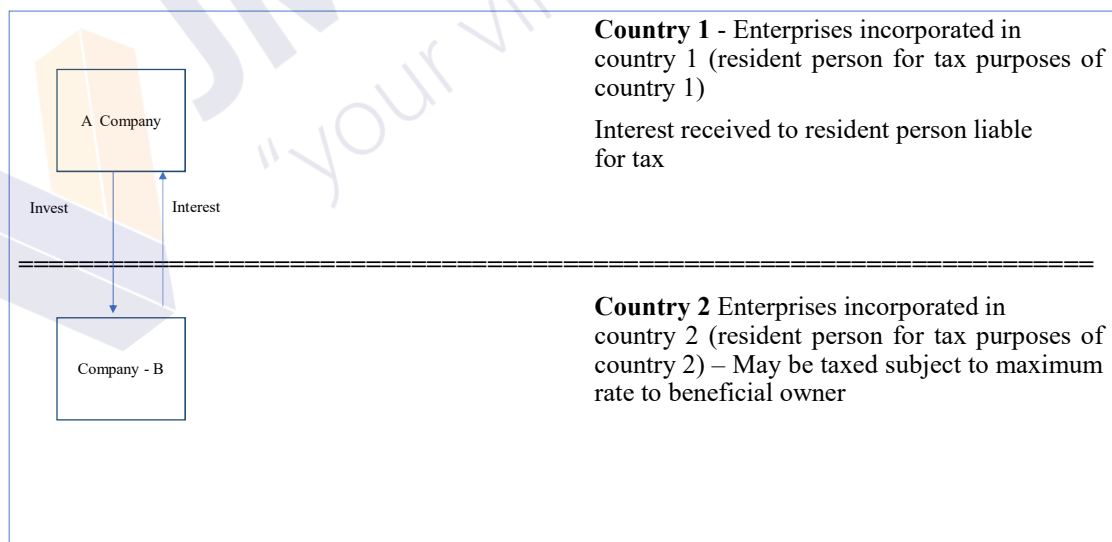 Country 1 - Enterprises incorporated in
country 1 (resident person for tax purposes of
country 1)
Interest received to resident person liable
for tax
A Company
Invest
Interest
==========================================================================
Country 2 Enterprises incorporated in
country 2 (resident person for tax purposes of
country 2) – May be taxed subject to maximum
rate to beneficial owner
Company - B
"your vi